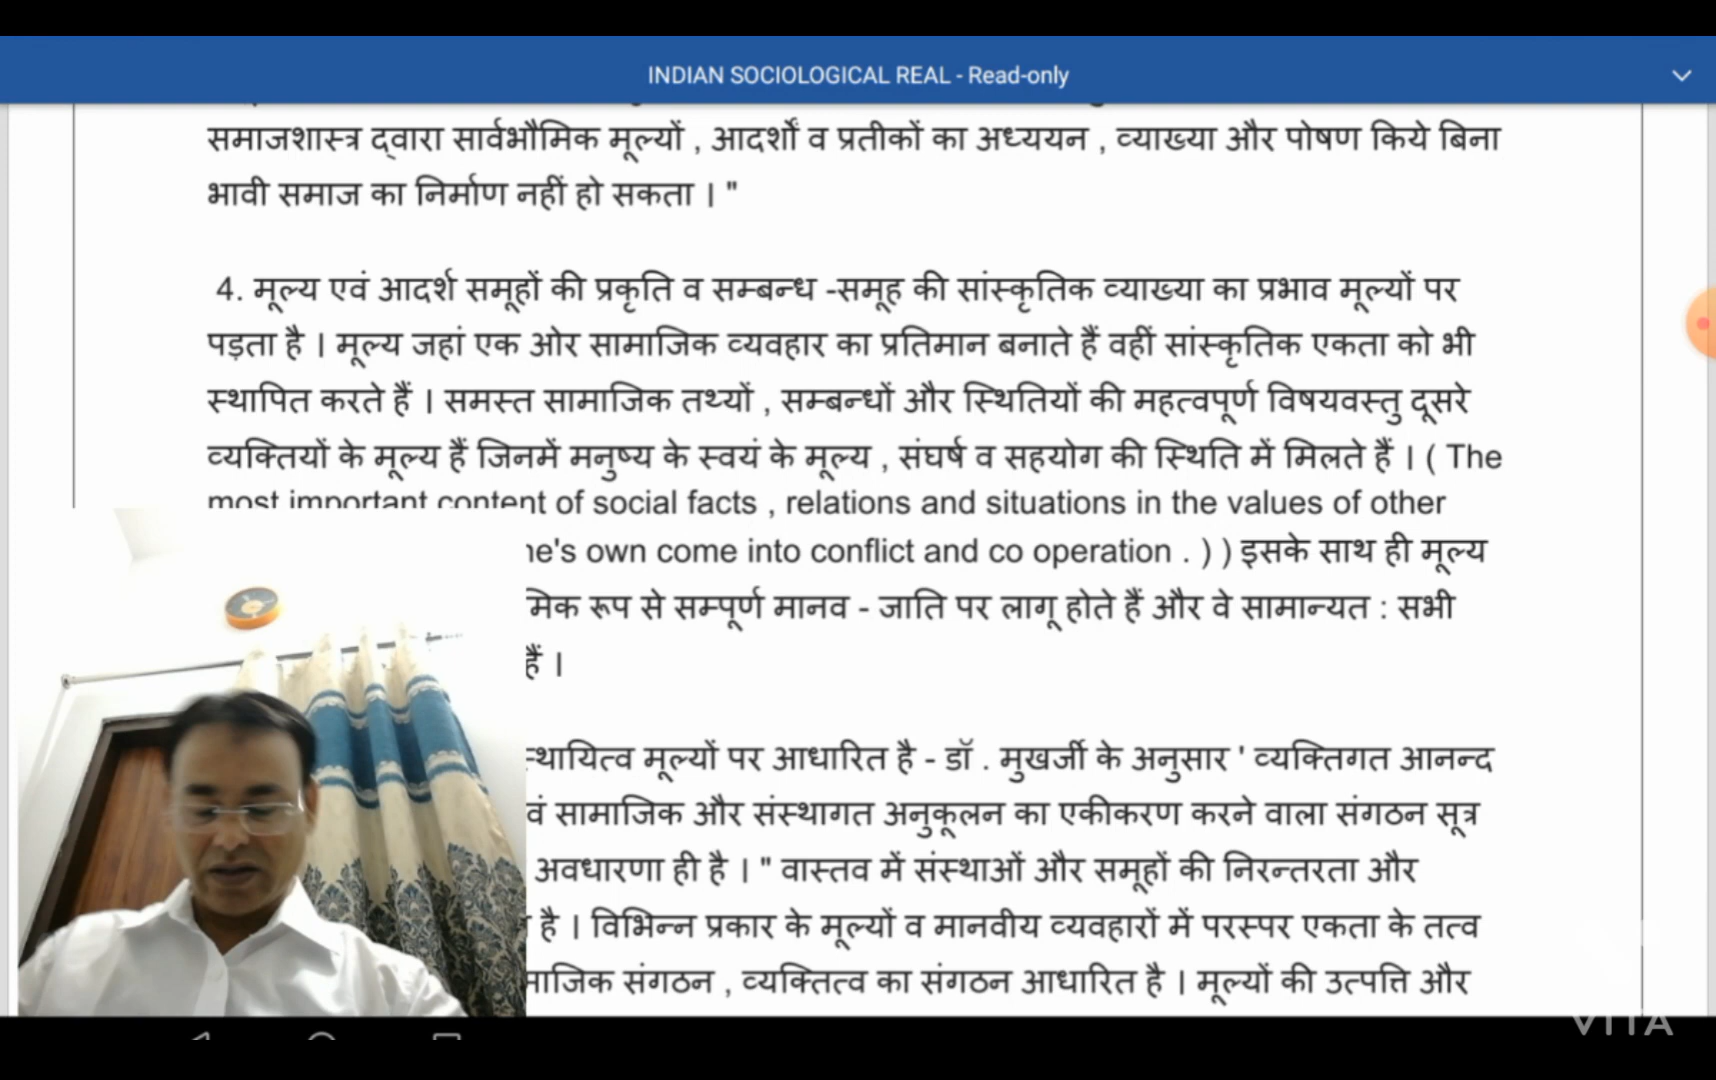 INDIAN SOCIOLOGICAL REAL - Read-only
समाजशास्त्र द्वारा सार्वभौमिक मूल्यों , आदर्शों व प्रतीकों का अध्ययन , व्याख्या और पोषण किये बिना
भावी समाज का निर्माण नहीं हो सकता । "
4. मूल्य एवं आदर्श समूहों की प्रकृति व सम्बन्ध -समूह की सांस्कृतिक व्याख्या का प्रभाव मूल्यों पर
पड़ता है । मूल्य जहां एक ओर सामाजिक व्यवहार का प्रतिमान बनाते हैं वहीं सांस्कृतिक एकता को भी
स्थापित करते हैं । समस्त सामाजिक तथ्यों , सम्बन्धों और स्थितियों की महत्वपूर्ण विषयवस्तु दूसरे
व्यक्तियों के मूल्य हैं जिनमें मनुष्य के स्वयं के मूल्य , संघर्ष व सहयोग की स्थिति में मिलते हैं । ( The
most important content of social facts , relations and situations in the values of other
ne's own come into conflict and co operation . ) ) इसके साथ ही मूल्य
मिक रूप से सम्पूर्ण मानव - जाति पर लागू होते हैं और वे सामान्यत : सभी
हैं ।
स्थायित्व मूल्यों पर आधारित है - डॉ . मुखर्जी के अनुसार ' व्यक्तिगत आनन्द
वं सामाजिक और संस्थागत अनुकूलन का एकीकरण करने वाला संगठन सूत्र
अवधारणा ही है । " वास्तव में संस्थाओं और समूहों की निरन्तरता और
है । विभिन्न प्रकार के मूल्यों व मानवीय व्यवहारों में परस्पर एकता के तत्व
माजिक संगठन , व्यक्तित्व का संगठन आधारित है । मूल्यों की उत्पत्ति और
VITA